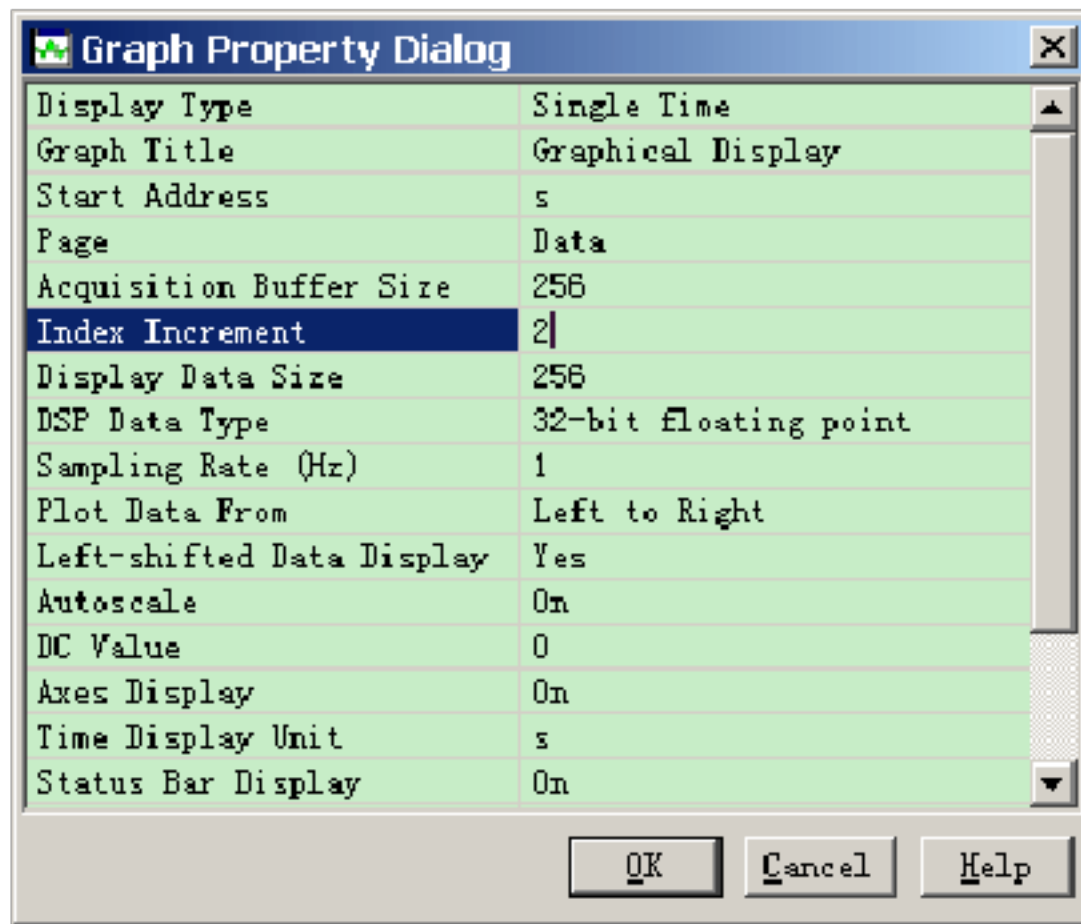 Graph Property Dialog
Display Type Single Time
Graph Title Graphical Display
Start Address s
Page Data
Acquisition Buffer Size 256
Index Increment 2
Display Data Size 256
DSP Data Type 32-bit floating point
Sampling Rate (Hz) 1
Plot Data From Left to Right
Left-shifted Data Display Yes
Autoscale On
DC Value 0
Axes Display On
Time Display Unit s
Status Bar Display On
OK Cancel Help